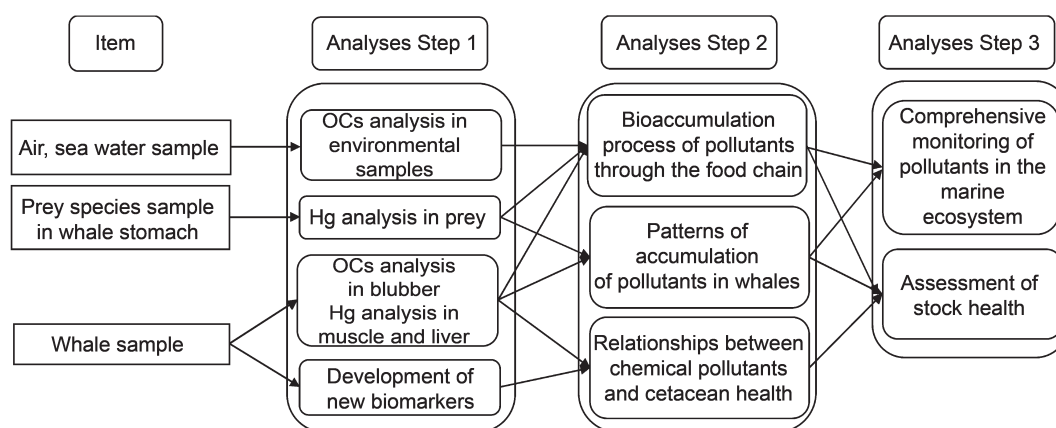 Item
Analyses Step 1
Analyses Step 2
Analyses Step 3
Air, sea water sample
Prey species sample
in whale stomach
Whale sample
OCs analysis in
environmental
samples
Hg analysis in prey
OCs analysis
in blubber
Hg analysis in
muscle and liver
Development of
new biomarkers
Bioaccumulation
process of pollutants
through the food chain
Patterns of
accumulation
of pollutants in whales
Relationships between
chemical pollutants
and cetacean health
Comprehensive
monitoring of
pollutants in the
marine
ecosystem
Assessment of
stock health